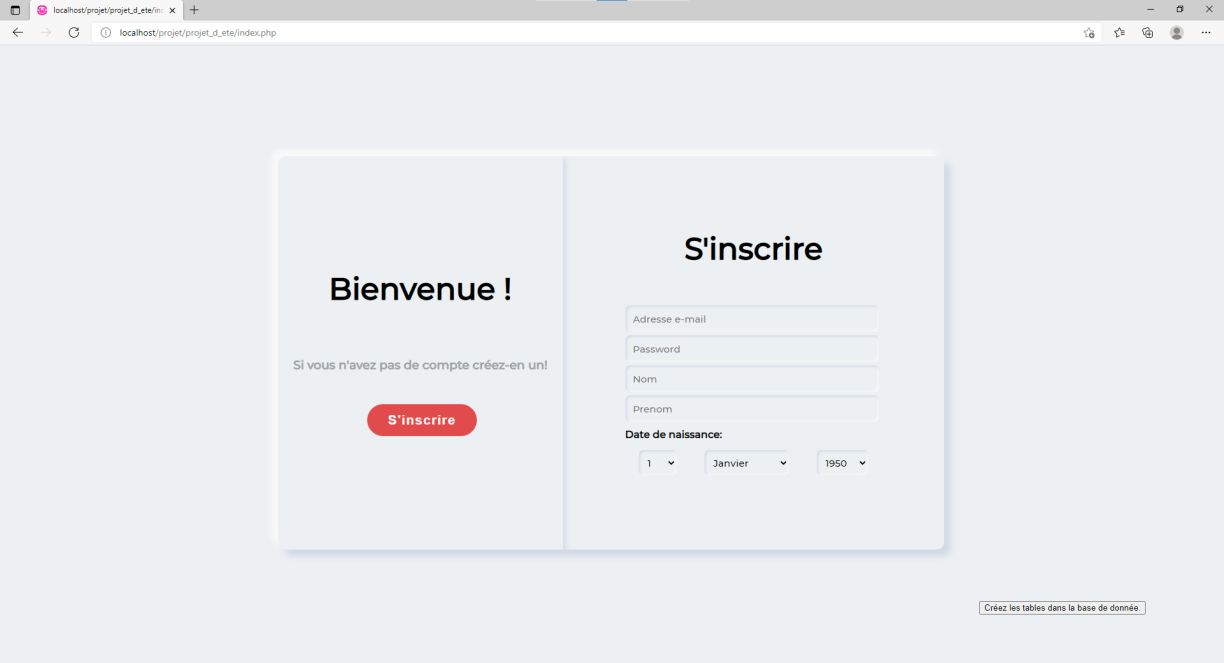 localhost/projet/projet_d_ete/inc
localhost/projet/projet_d_ete/index.php
Bienvenue !
Si vous n'avez pas de compte créez-en un!
S'inscrire
S'inscrire
Adresse e-mail
Password
Nom
Prenom
Date de naissance:
1 Janvier 1950
Créez les tables dans la base de donnée.